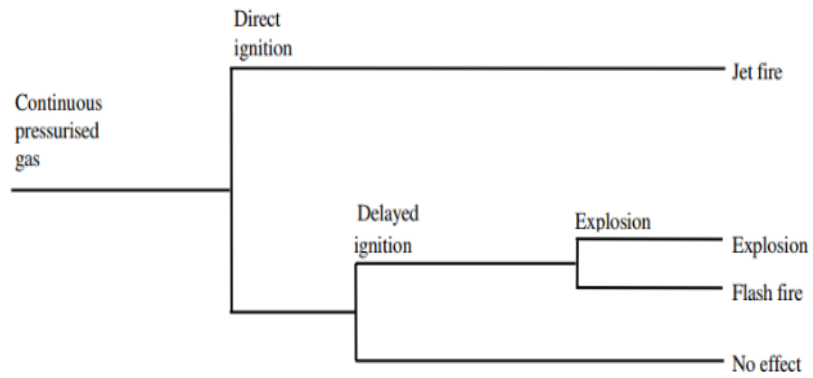 Direct
ignition
Jet fire
Continuous
pressurised
gas
Delayed
ignition
Explosion
Explosion
Flash fire
No effect